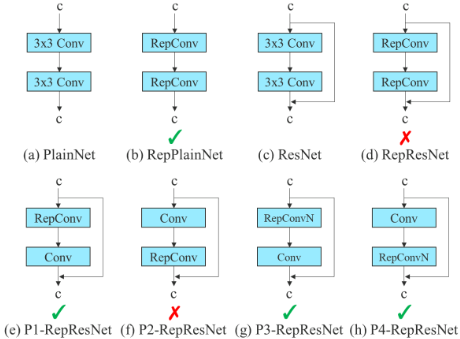 c c c c
3x3 Conv RepConv 3x3 Conv RepConv
3x3 Conv RepConv 3x3 Conv RepConv
c c c c
✓ ✗
(a) PlainNet (b) RepPlainNet (c) ResNet (d) RepResNet
c c c c
RepConv Conv RepConvN Conv
Conv RepConv Conv RepConvN
c c c c
✓ ✗ ✓ ✓
(e) P1-RepResNet (f) P2-RepResNet (g) P3-RepResNet (h) P4-RepResNet